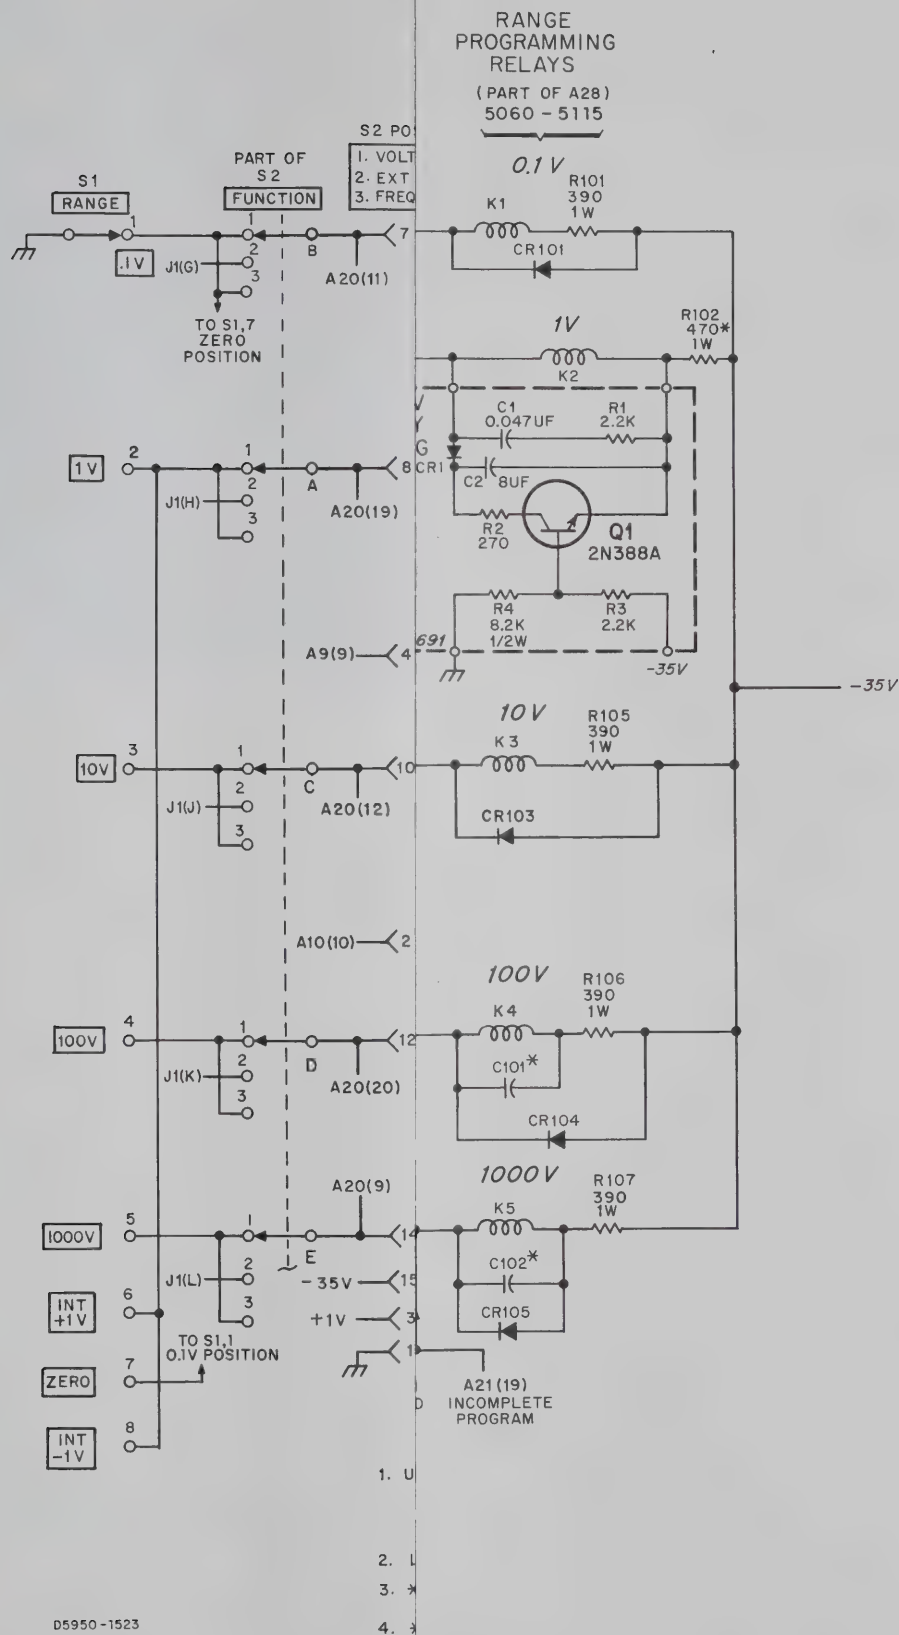 RANGE
PROGRAMMING
RELAYS
(PART OF A28)
5060-5115
S2 PO
1. VOLT
2. EXT
3. FREQ
PART OF
S2
FUNCTION
S1
RANGE
0.1 V
R101
390
1W
K1
CR101
1
1
7
B
.1V
J1(G)
2
3
A20(11)
TO S1,7
ZERO
POSITION
1V
R102
470*
1W
K2
C1
0.047UF
R1
2.2K
G
CR1
C2
8UF
R2
270
Q1
2N388A
2
1V
1
A
8
J1(H)
2
3
A20(19)
R4
8.2K
1/2W
R3
2.2K
691
-35V
A9(9)
4
-35V
10V
R105
390
1W
K3
CR103
3
10V
1
C
10
J1(J)
2
3
A20(12)
A10(10)
2
100V
R106
390
1W
K4
C101*
CR104
4
100V
1
D
12
J1(K)
2
3
A20(20)
1000V
R107
390
1W
K5
C102*
CR105
A20(9)
5
1000V
1
E
14
J1(L)
2
3
-35V
15
+1V
3
1
6
INT
+1V
TO S1,1
0.1V POSITION
7
ZERO
8
INT
-1V
A21(19)
INCOMPLETE
PROGRAM
D
1. U
2. L
3. *
4. *
D5950-1523